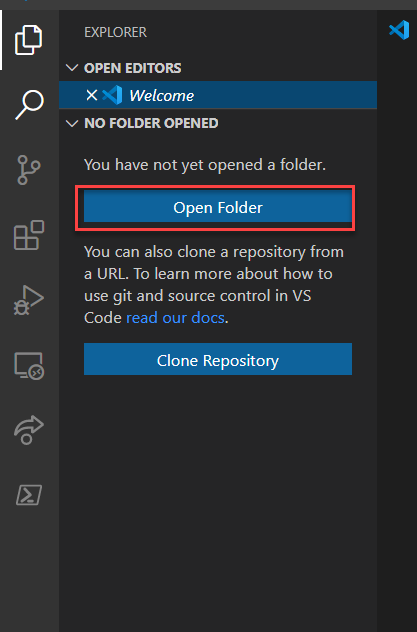 EXPLORER
OPEN EDITORS
Welcome
NO FOLDER OPENED
You have not yet opened a folder.
Open Folder
You can also clone a repository from
a URL. To learn more about how to
use git and source control in VS
Code read our docs.
Clone Repository